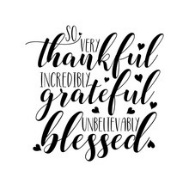 SO
VERY
thankful
INCREDIBLY
grateful
UNBELIEVABLY
blessed